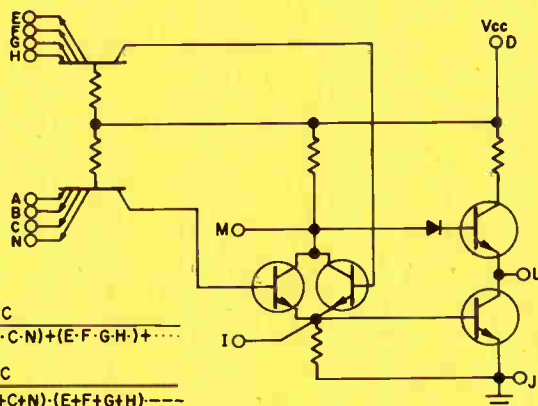 E
F
G
H
Vcc
D
A
B
C
N
M
L
I
J
C
·C·N)+(E·F·G·H·)+·····
C
+C+N)·(E+F+G+H)·----